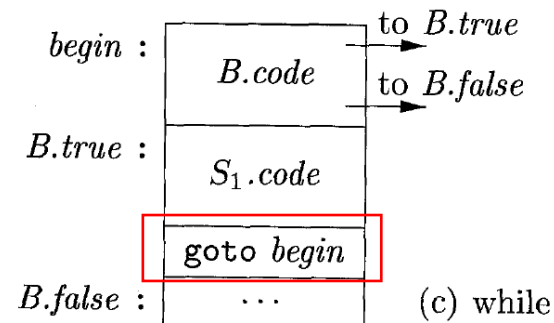 to B.true
begin :
B.code
to B.false
B.true :
S₁.code
goto begin
B.false : ... (c) while